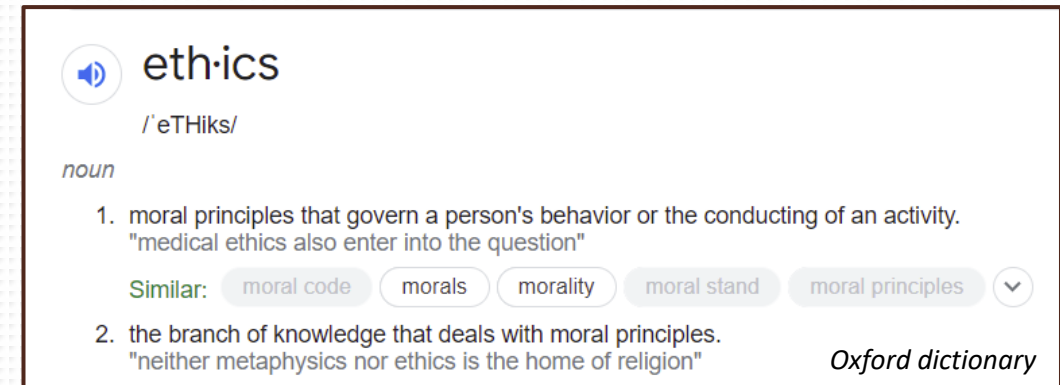 eth·ics
/ˈeTHiks/
noun
1. moral principles that govern a person's behavior or the conducting of an activity.
"medical ethics also enter into the question"
Similar: moral code morals morality moral stand moral principles
2. the branch of knowledge that deals with moral principles.
"neither metaphysics nor ethics is the home of religion" Oxford dictionary